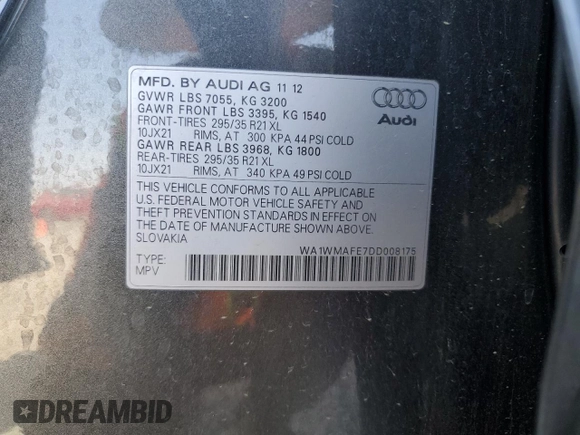 MFD. BY AUDI AG 11 12
GVWR LBS 7055, KG 3200
GAWR FRONT LBS 3395, KG 1540
FRONT-TIRES 295/35 R21 XL
10JX21 RIMS, AT 300 KPA 44 PSI COLD
GAWR REAR LBS 3968, KG 1800
REAR-TIRES 295/35 R21 XL
10JX21 RIMS, AT 340 KPA 49 PSI COLD
Audi
THIS VEHICLE CONFORMS TO ALL APPLICABLE
U.S. FEDERAL MOTOR VEHICLE SAFETY AND
THEFT PREVENTION STANDARDS IN EFFECT ON
THE DATE OF MANUFACTURE SHOWN ABOVE.
SLOVAKIA
WA1WMAFE7DD008175
TYPE:
MPV
DREAMBID